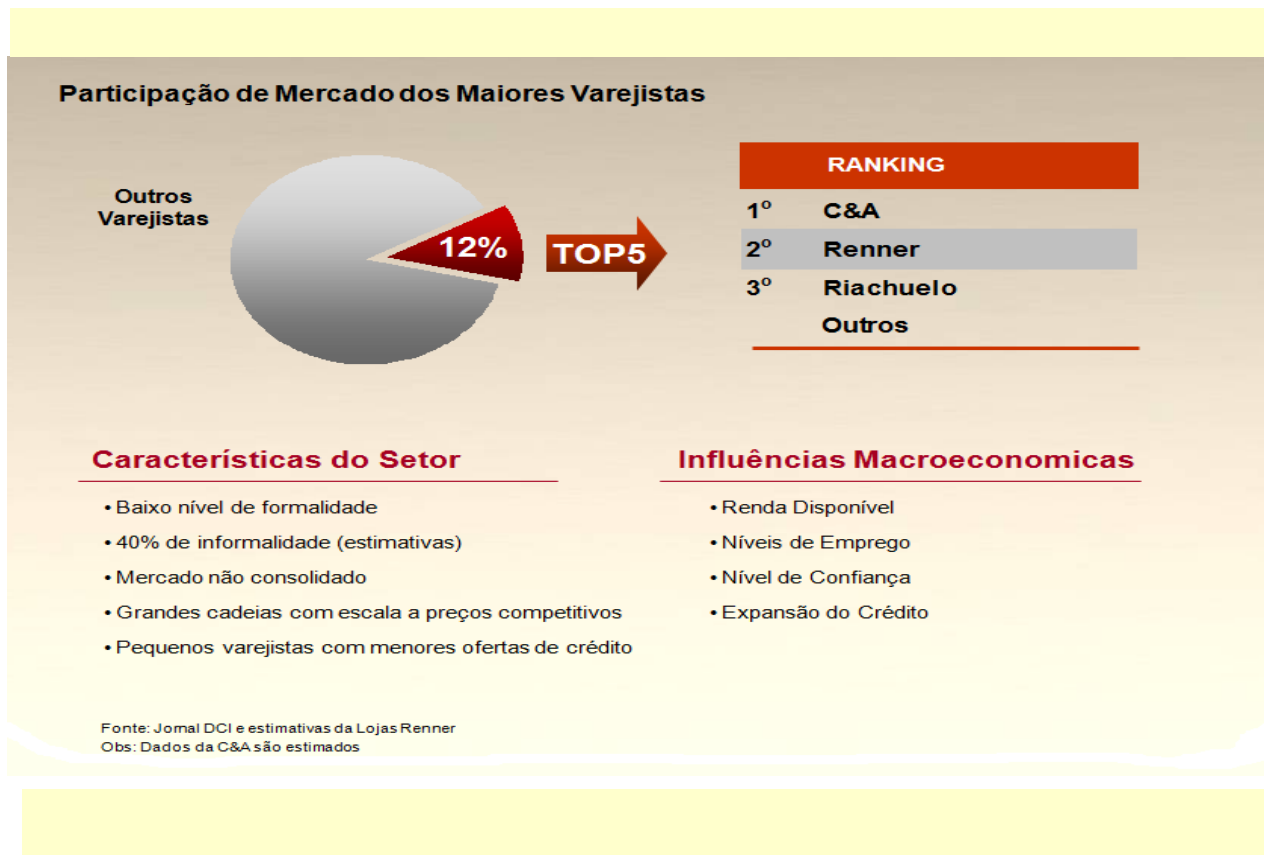 Participação de Mercado dos Maiores Varejistas
Outros
Varejistas
12%
TOP5
RANKING
1º C&A
2º Renner
3º Riachuelo
Outros
Características do Setor
• Baixo nível de formalidade
• 40% de informalidade (estimativas)
• Mercado não consolidado
• Grandes cadeias com escala a preços competitivos
• Pequenos varejistas com menores ofertas de crédito
Influências Macroeconomicas
• Renda Disponível
• Níveis de Emprego
• Nível de Confiança
• Expansão do Crédito
Fonte: Jornal DCI e estimativas da Lojas Renner
Obs: Dados da C&A são estimados